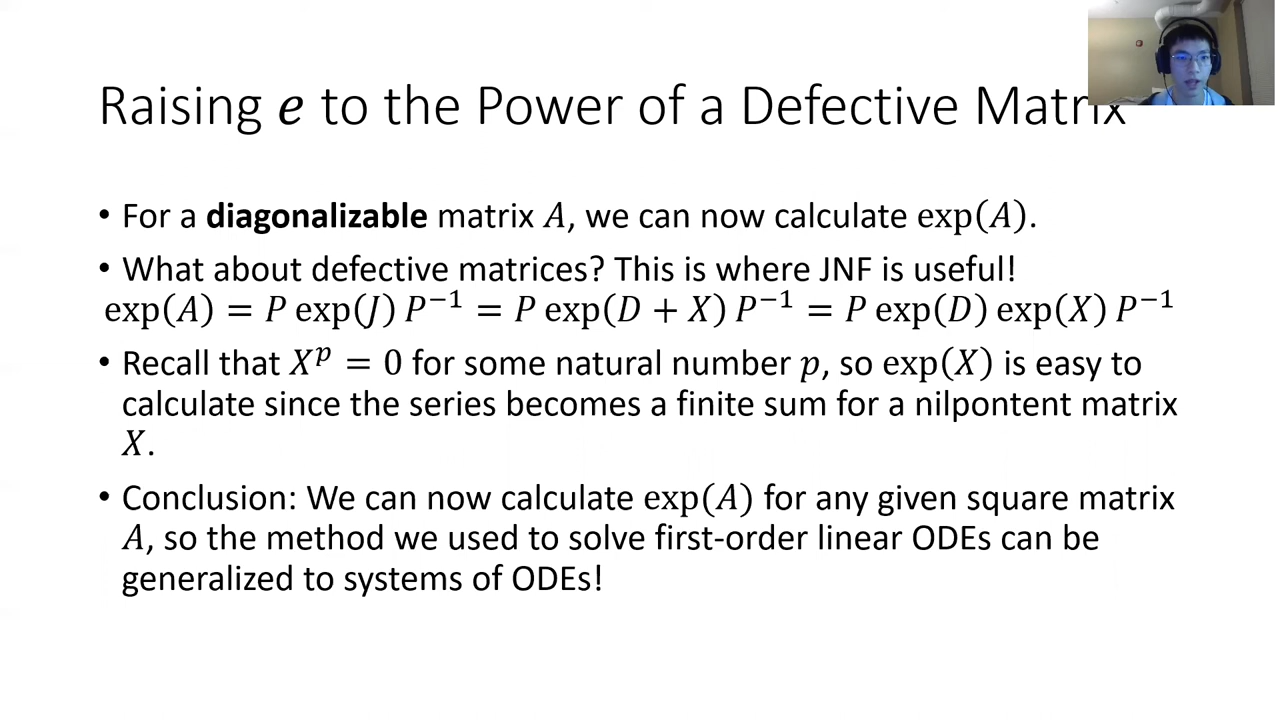 Raising e to the Power of a Defective Matrix
• For a diagonalizable matrix A, we can now calculate exp(A).
• What about defective matrices? This is where JNF is useful!
exp(A) = P exp(J) P⁻¹ = P exp(D + X) P⁻¹ = P exp(D) exp(X) P⁻¹
• Recall that Xᵖ = 0 for some natural number p, so exp(X) is easy to
calculate since the series becomes a finite sum for a nilpontent matrix
X.
• Conclusion: We can now calculate exp(A) for any given square matrix
A, so the method we used to solve first-order linear ODEs can be
generalized to systems of ODEs!